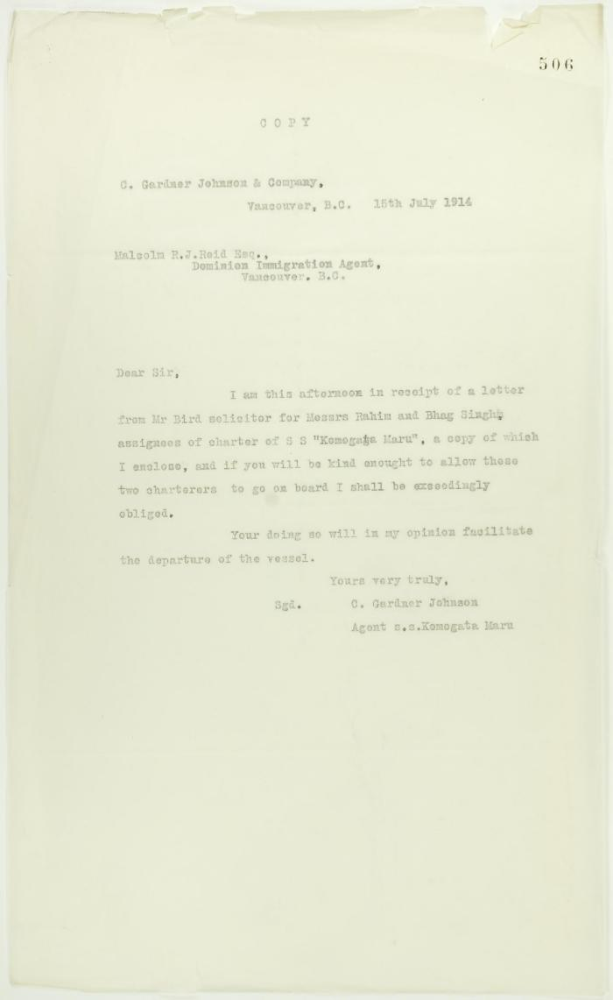 506
COPY
C. Gardner Johnson & Company,
Vancouver, B.C. 15th July 1914
Malcolm R.J.Reid Esq.,
Dominion Immigration Agent,
Vancouver. B.C.
Dear Sir,
I am this afternoon in receipt of a letter
from Mr Bird solicitor for Messrs Rahim and Bhag Singh,
assignees of charter of S S "Komogata Maru", a copy of which
I enclose, and if you will be kind enought to allow these
two charterers to go on board I shall be exceedingly
obliged.
Your doing so will in my opinion facilitate
the departure of the vessel.
Yours very truly,
Sgd. C. Gardner Johnson
Agent s.s.Komogata Maru